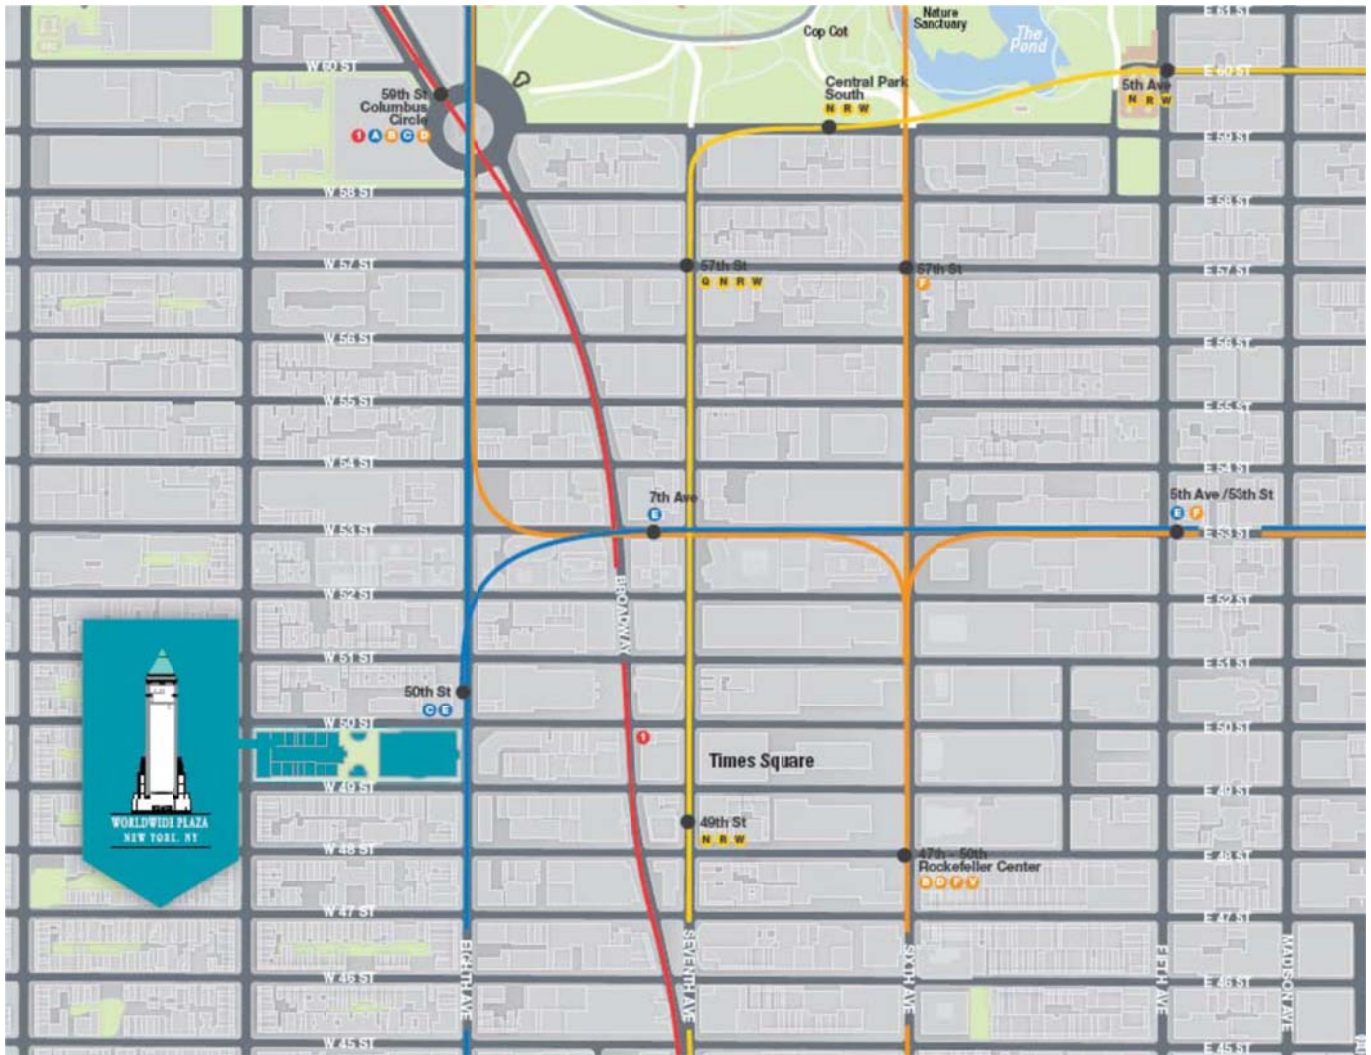 E 61 ST
Nature
Sanctuary
Cop Cot
The
Pond
W 60 ST
E 60 ST
59th St
Columbus
Circle
1 A B C D
Central Park
South
N R W
5th Ave
N R W
E 59 ST
W 58 ST
E 58 ST
W 57 ST
57th St
Q N R W
57th St
F
E 57 ST
W 56 ST
E 56 ST
W 55 ST
E 55 ST
W 54 ST
E 54 ST
7th Ave
E
5th Ave /53th St
E F
W 53 ST
E 53 ST
BROADWAY
W 52 ST
E 52 ST
W 51 ST
E 51 ST
50th St
C E
W 50 ST
E 50 ST
1
Times Square
W 49 ST
E 49 ST
49th St
N R W
WORLDWIDE PLAZA
NEW YORK, NY
W 48 ST
E 48 ST
47th - 50th
Rockefeller Center
B D F V
W 47 ST
E 47 ST
EIGHTH AVE
SEVENTH AVE
SIXTH AVE
FIFTH AVE
MADISON AVE
W 46 ST
E 46 ST
W 45 ST
E 45 ST